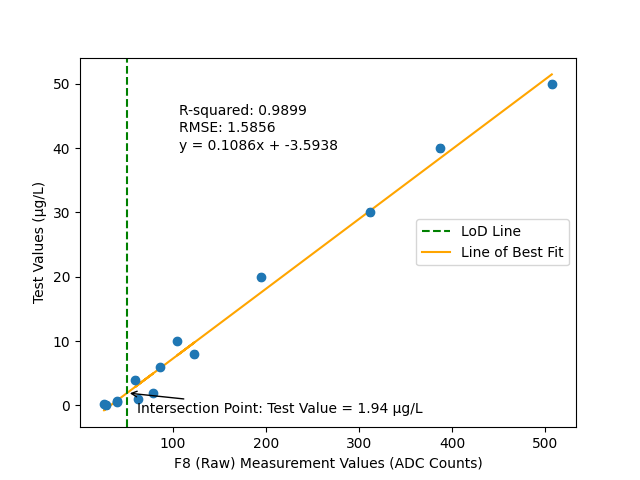 50
40
30
20
10
0
Test Values (µg/L)
R-squared: 0.9899
RMSE: 1.5856
y = 0.1086x + -3.5938
LoD Line
Line of Best Fit
Intersection Point: Test Value = 1.94 µg/L
100
200
300
400
500
F8 (Raw) Measurement Values (ADC Counts)